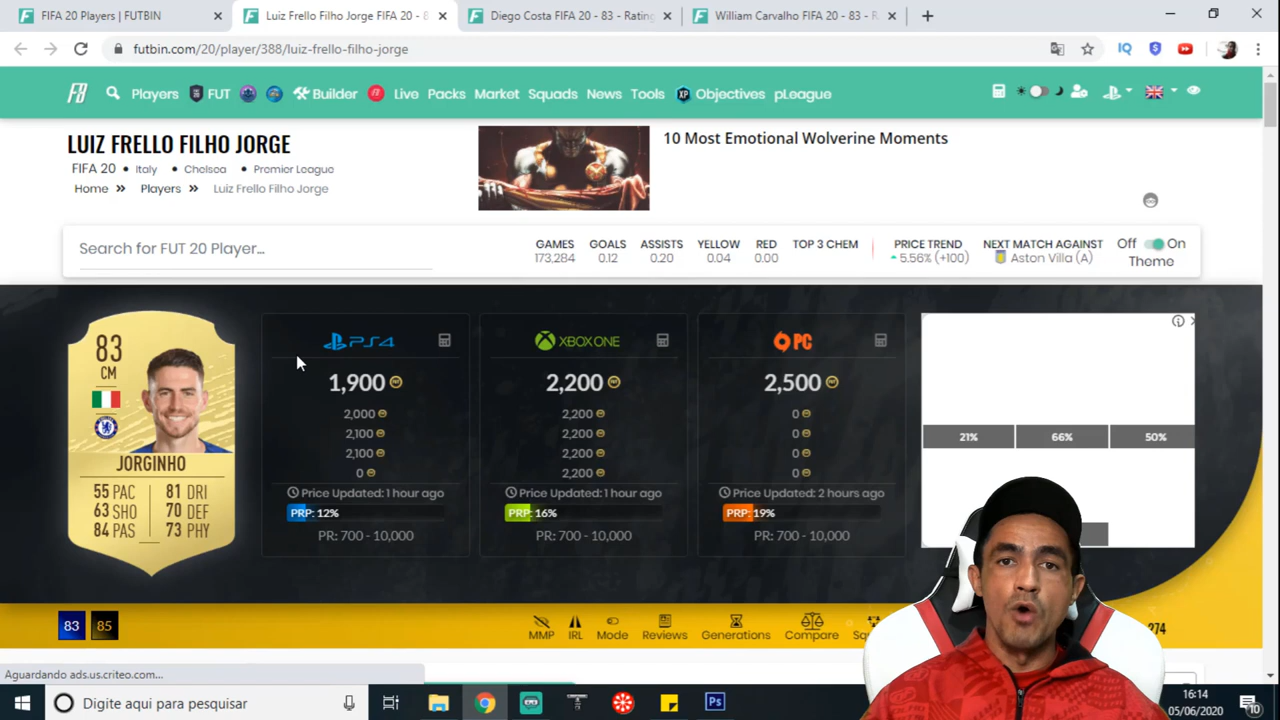 FIFA 20 Players | FUTBIN
Luiz Frello Filho Jorge FIFA 20 - 8
Diego Costa FIFA 20 - 83 - Rating
William Carvalho FIFA 20 - 83 - R
futbin.com/20/player/388/luiz-frello-filho-jorge
Players FUT Builder Live Packs Market Squads News Tools XP Objectives pLeague
LUIZ FRELLO FILHO JORGE
FIFA 20 • Italy • Chelsea • Premier League
Home » Players » Luiz Frello Filho Jorge
10 Most Emotional Wolverine Moments
Search for FUT 20 Player...
GAMES GOALS ASSISTS YELLOW RED TOP 3 CHEM PRICE TREND NEXT MATCH AGAINST Off On
173,284 0.12 0.20 0.04 0.00 5.56% (+100) Aston Villa (A) Theme
83
CM
JORGINHO
55 PAC 81 DRI
63 SHO 70 DEF
84 PAS 73 PHY
PS4
1,900
2,000
2,100
2,100
0
Price Updated: 1 hour ago
PRP: 12%
PR: 700 - 10,000
XBOX ONE
2,200
2,200
2,200
2,200
2,200
Price Updated: 1 hour ago
PRP: 16%
PR: 700 - 10,000
PC
2,500
0
0
0
0
Price Updated: 2 hours ago
PRP: 19%
PR: 700 - 10,000
21% 66% 50%
83 85
MMP IRL Mode Reviews Generations Compare
Aguardando ads.us.criteo.com...
Digite aqui para pesquisar
Ps
16:14
05/06/2020
10